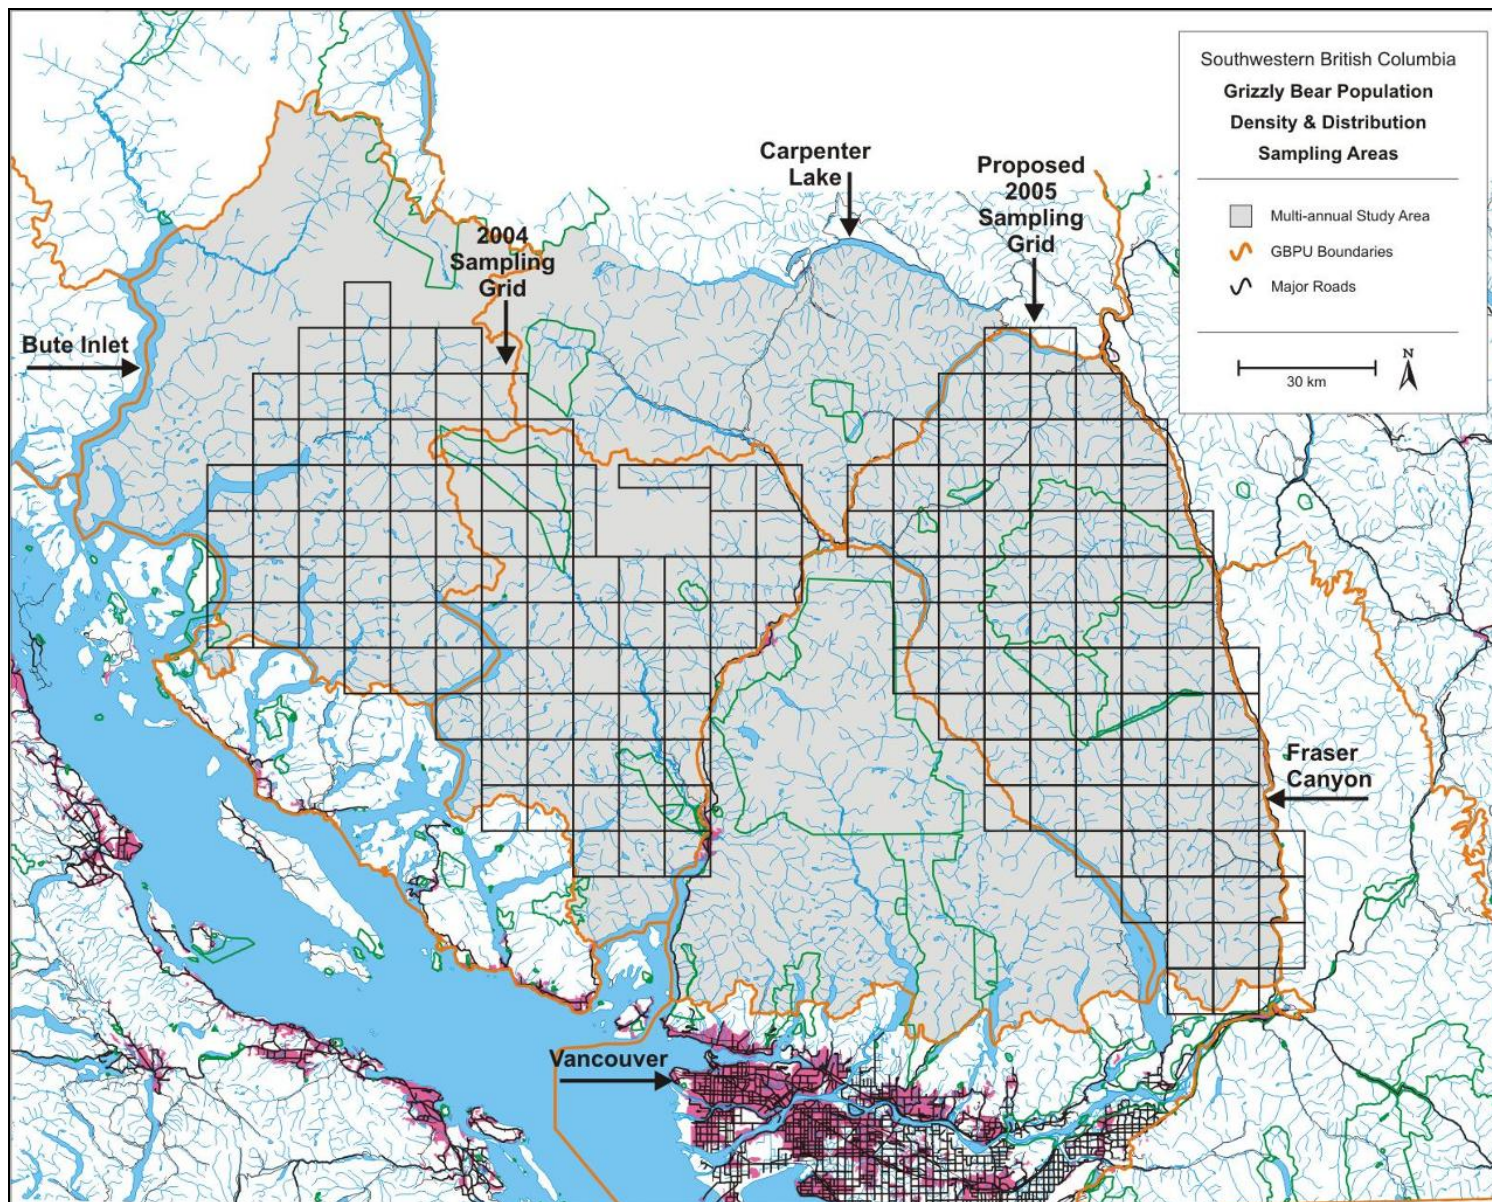 Southwestern British Columbia
Grizzly Bear Population
Density & Distribution
Sampling Areas
Multi-annual Study Area
GBPU Boundaries
Major Roads
30 km
N
Carpenter
Lake
Proposed
2005
Sampling
Grid
2004
Sampling
Grid
Bute Inlet
Fraser
Canyon
Vancouver